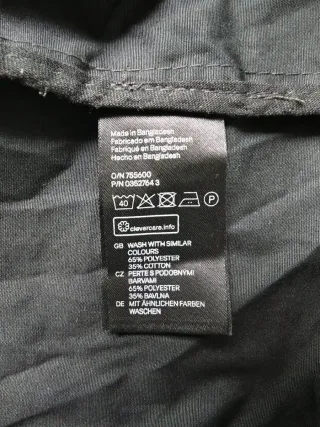 Made in Bangladesh
Fabricado em Bangladesh
Fabriqué en Bangladesh
Hecho en Bangladesh
O/N 755600
P/N 0362764 3
40 P
clevercare.info
GB WASH WITH SIMILAR
COLOURS
65% POLYESTER
35% COTTON
CZ PERTE S PODOBNÝMI
BARVAMI
65% POLYESTER
35% BAVLNA
DE MIT ÄHNLICHEN FARBEN
WASCHEN